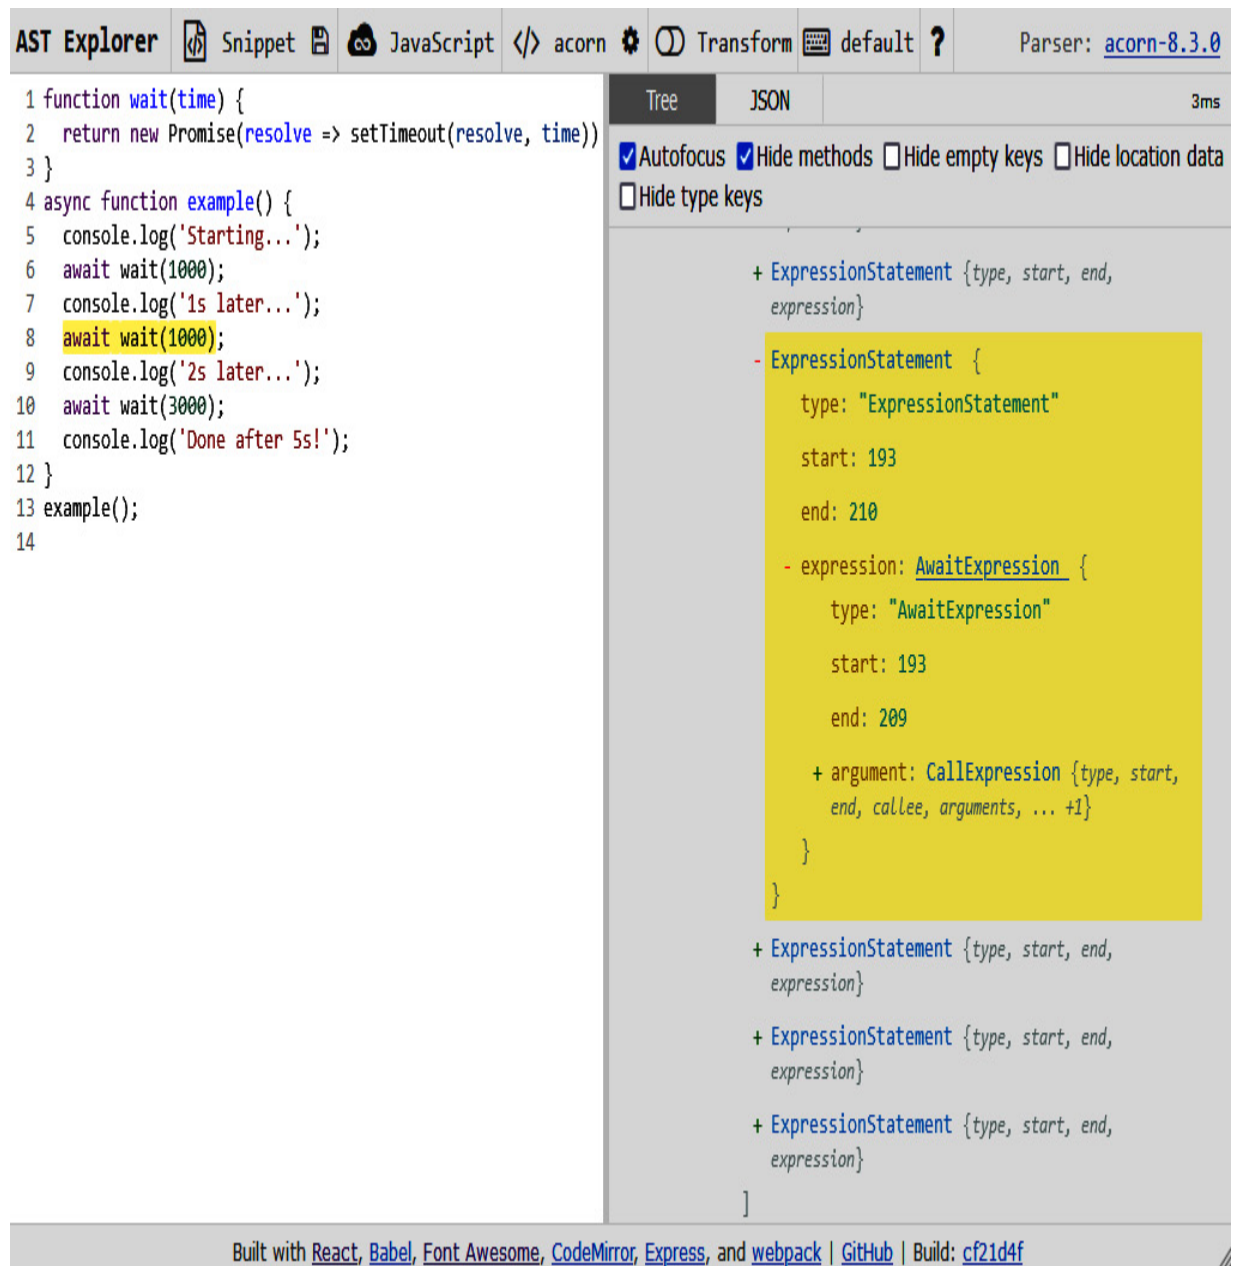 AST Explorer Snippet JavaScript </> acorn Transform default ? Parser: acorn-8.3.0
1 function wait(time) {
2 return new Promise(resolve => setTimeout(resolve, time))
3 }
4 async function example() {
5 console.log('Starting...');
6 await wait(1000);
7 console.log('1s later...');
8 await wait(1000);
9 console.log('2s later...');
10 await wait(3000);
11 console.log('Done after 5s!');
12 }
13 example();
14
Tree JSON 3ms
Autofocus Hide methods Hide empty keys Hide location data
Hide type keys
+ ExpressionStatement {type, start, end,
expression}
- ExpressionStatement {
type: "ExpressionStatement"
start: 193
end: 210
- expression: AwaitExpression {
type: "AwaitExpression"
start: 193
end: 209
+ argument: CallExpression {type, start,
end, callee, arguments, ... +1}
}
}
+ ExpressionStatement {type, start, end,
expression}
+ ExpressionStatement {type, start, end,
expression}
+ ExpressionStatement {type, start, end,
expression}
]
Built with React, Babel, Font Awesome, CodeMirror, Express, and webpack | GitHub | Build: cf21d4f